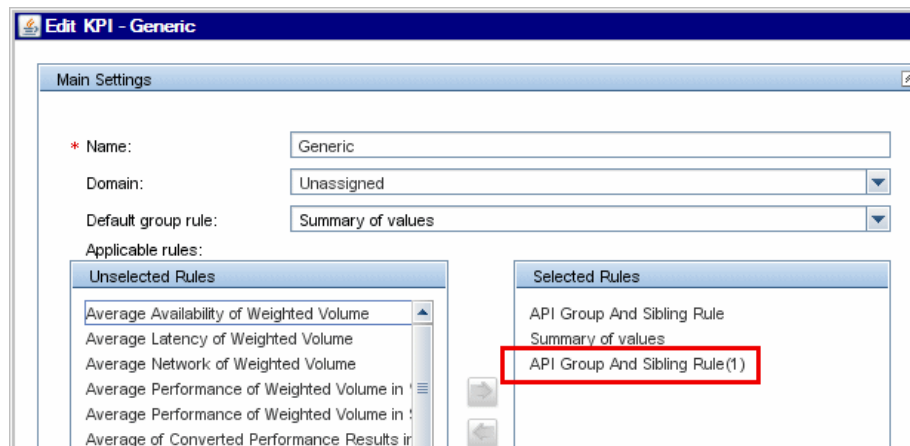 Edit KPI - Generic
Main Settings
* Name:
Generic
Domain:
Unassigned
Default group rule:
Summary of values
Applicable rules:
Unselected Rules
Average Availability of Weighted Volume
Average Latency of Weighted Volume
Average Network of Weighted Volume
Average Performance of Weighted Volume in
Average Performance of Weighted Volume in
Average of Converted Performance Results in
Selected Rules
API Group And Sibling Rule
Summary of values
API Group And Sibling Rule(1)